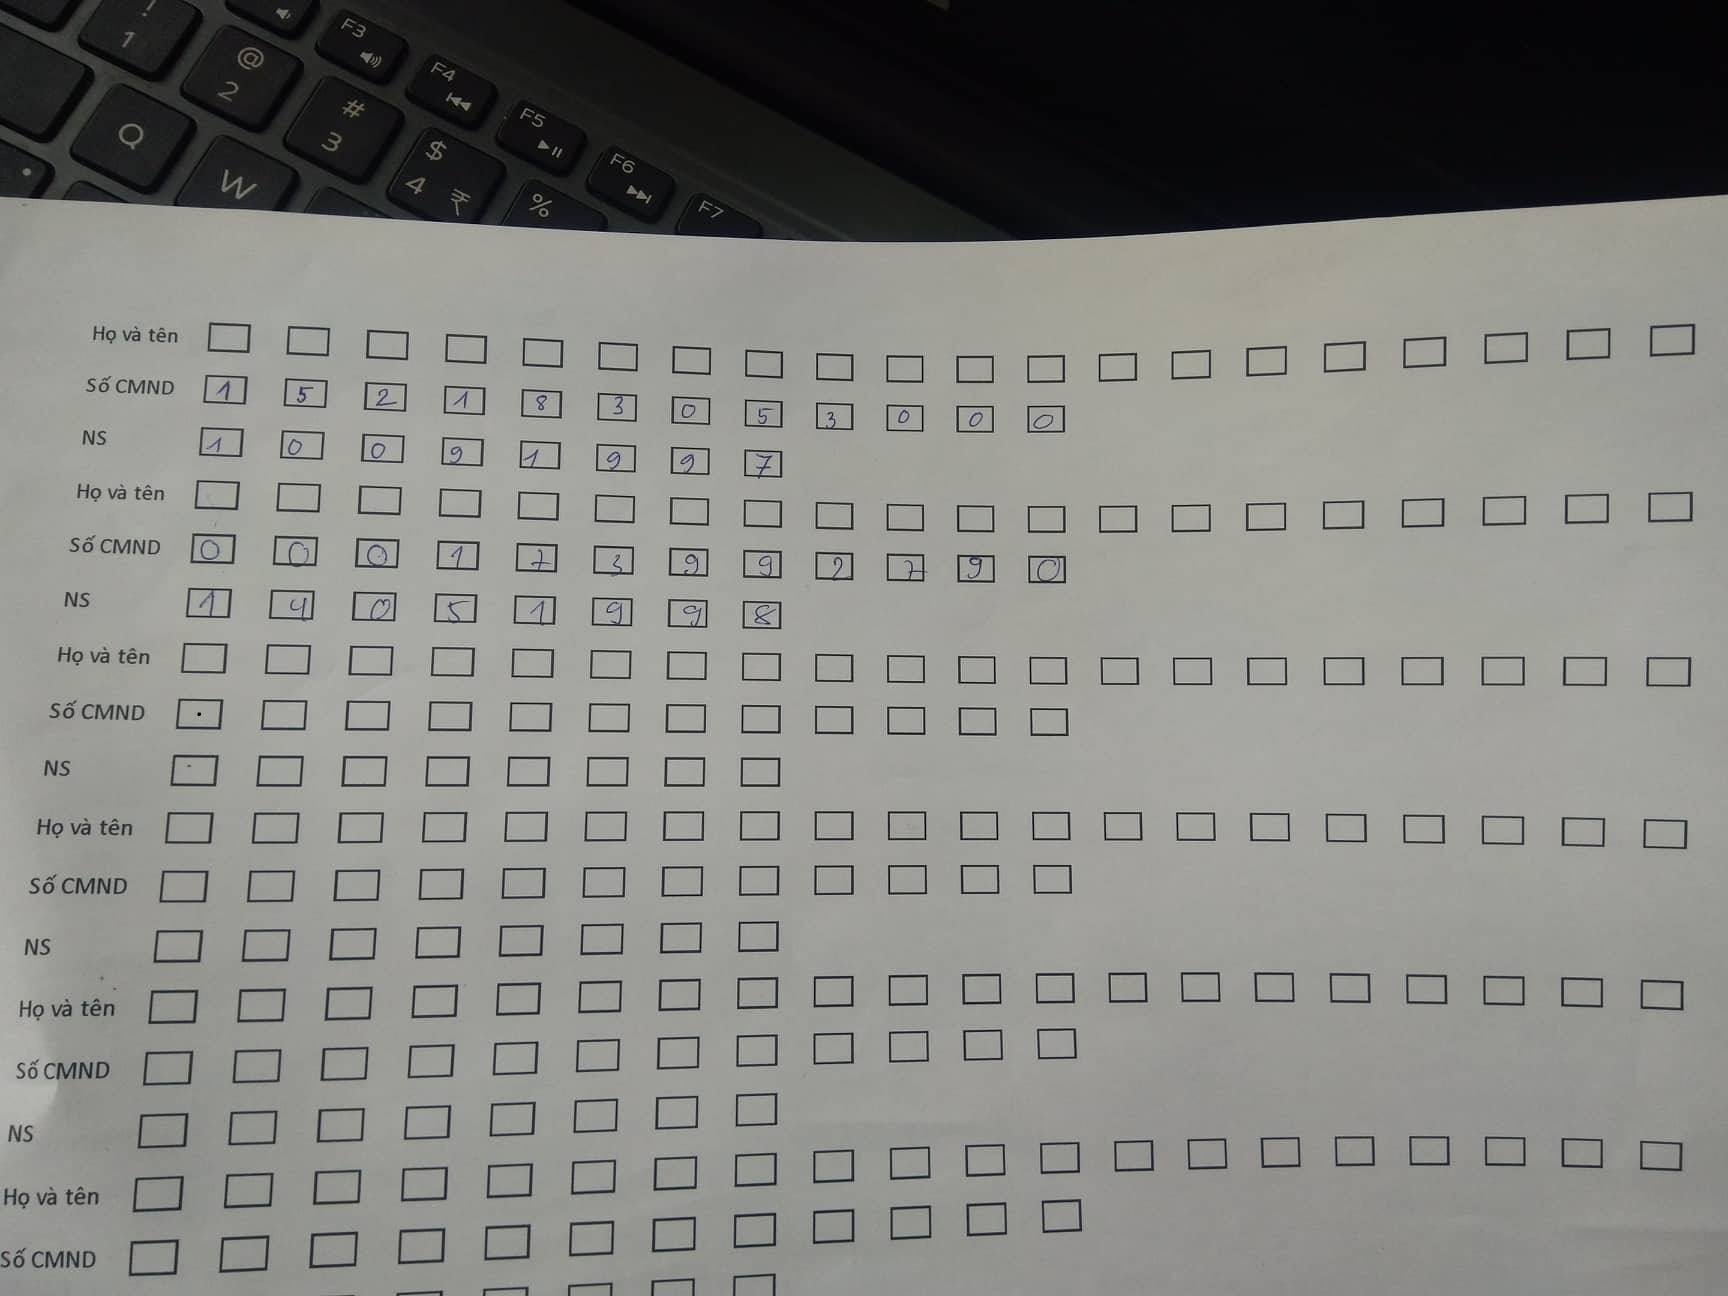 !
1
@
2
F3
#
3
F4
$
4 ₹
F5
%
F6
F7
Q
W
Họ và tên
Số CMND 1 5 2 1 8 3 0 5 3 0 0 0
NS 1 0 0 9 1 9 9 7
Họ và tên
Số CMND 0 0 0 1 7 3 9 9 2 7 9 0
NS 1 4 0 5 1 9 9 8
Họ và tên
Số CMND
NS
Họ và tên
Số CMND
NS
Họ và tên
Số CMND
NS
Họ và tên
Số CMND